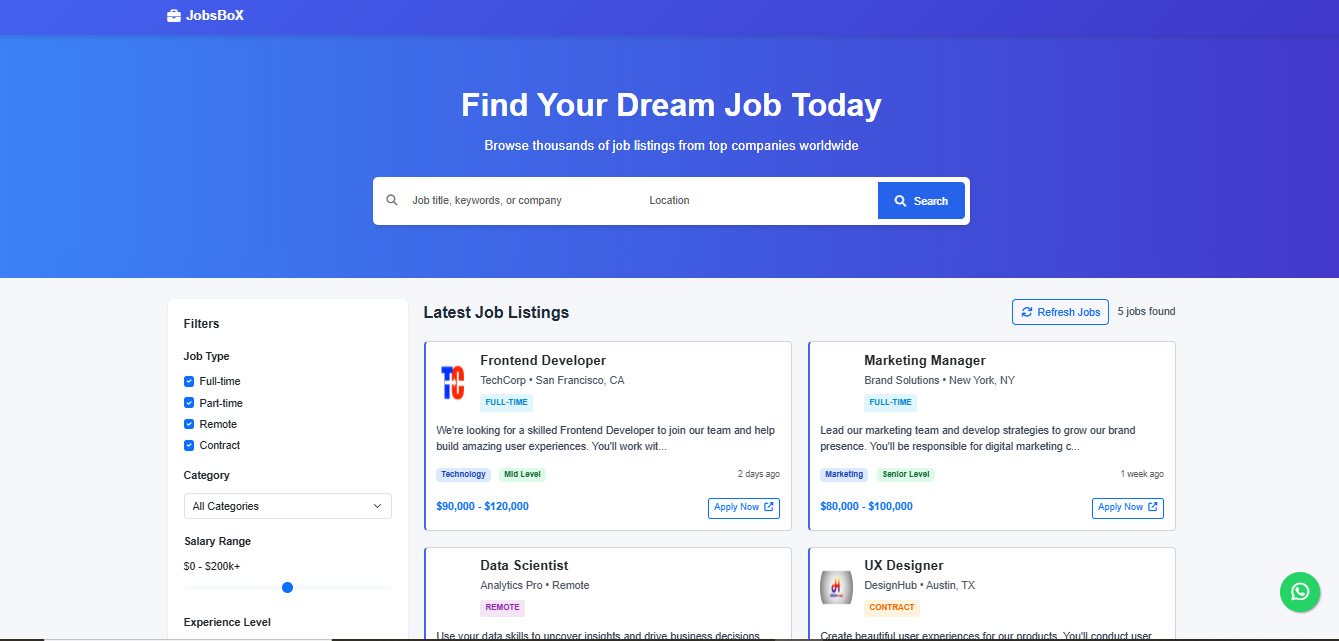 JobsBoX
Find Your Dream Job Today
Browse thousands of job listings from top companies worldwide
Job title, keywords, or company
Location
Search
Filters
Job Type
Full-time
Part-time
Remote
Contract
Category
All Categories
Salary Range
$0 - $200k+
Experience Level
Latest Job Listings
Refresh Jobs
5 jobs found
TC
Frontend Developer
TechCorp • San Francisco, CA
FULL-TIME
We're looking for a skilled Frontend Developer to join our team and help
build amazing user experiences. You'll work wit...
Technology
Mid Level
2 days ago
$90,000 - $120,000
Apply Now
Marketing Manager
Brand Solutions • New York, NY
FULL-TIME
Lead our marketing team and develop strategies to grow our brand
presence. You'll be responsible for digital marketing c...
Marketing
Senior Level
1 week ago
$80,000 - $100,000
Apply Now
Data Scientist
Analytics Pro • Remote
REMOTE
Use your data skills to uncover insights and drive business decisions
UX Designer
DesignHub • Austin, TX
CONTRACT
Create beautiful user experiences for our products. You'll conduct user